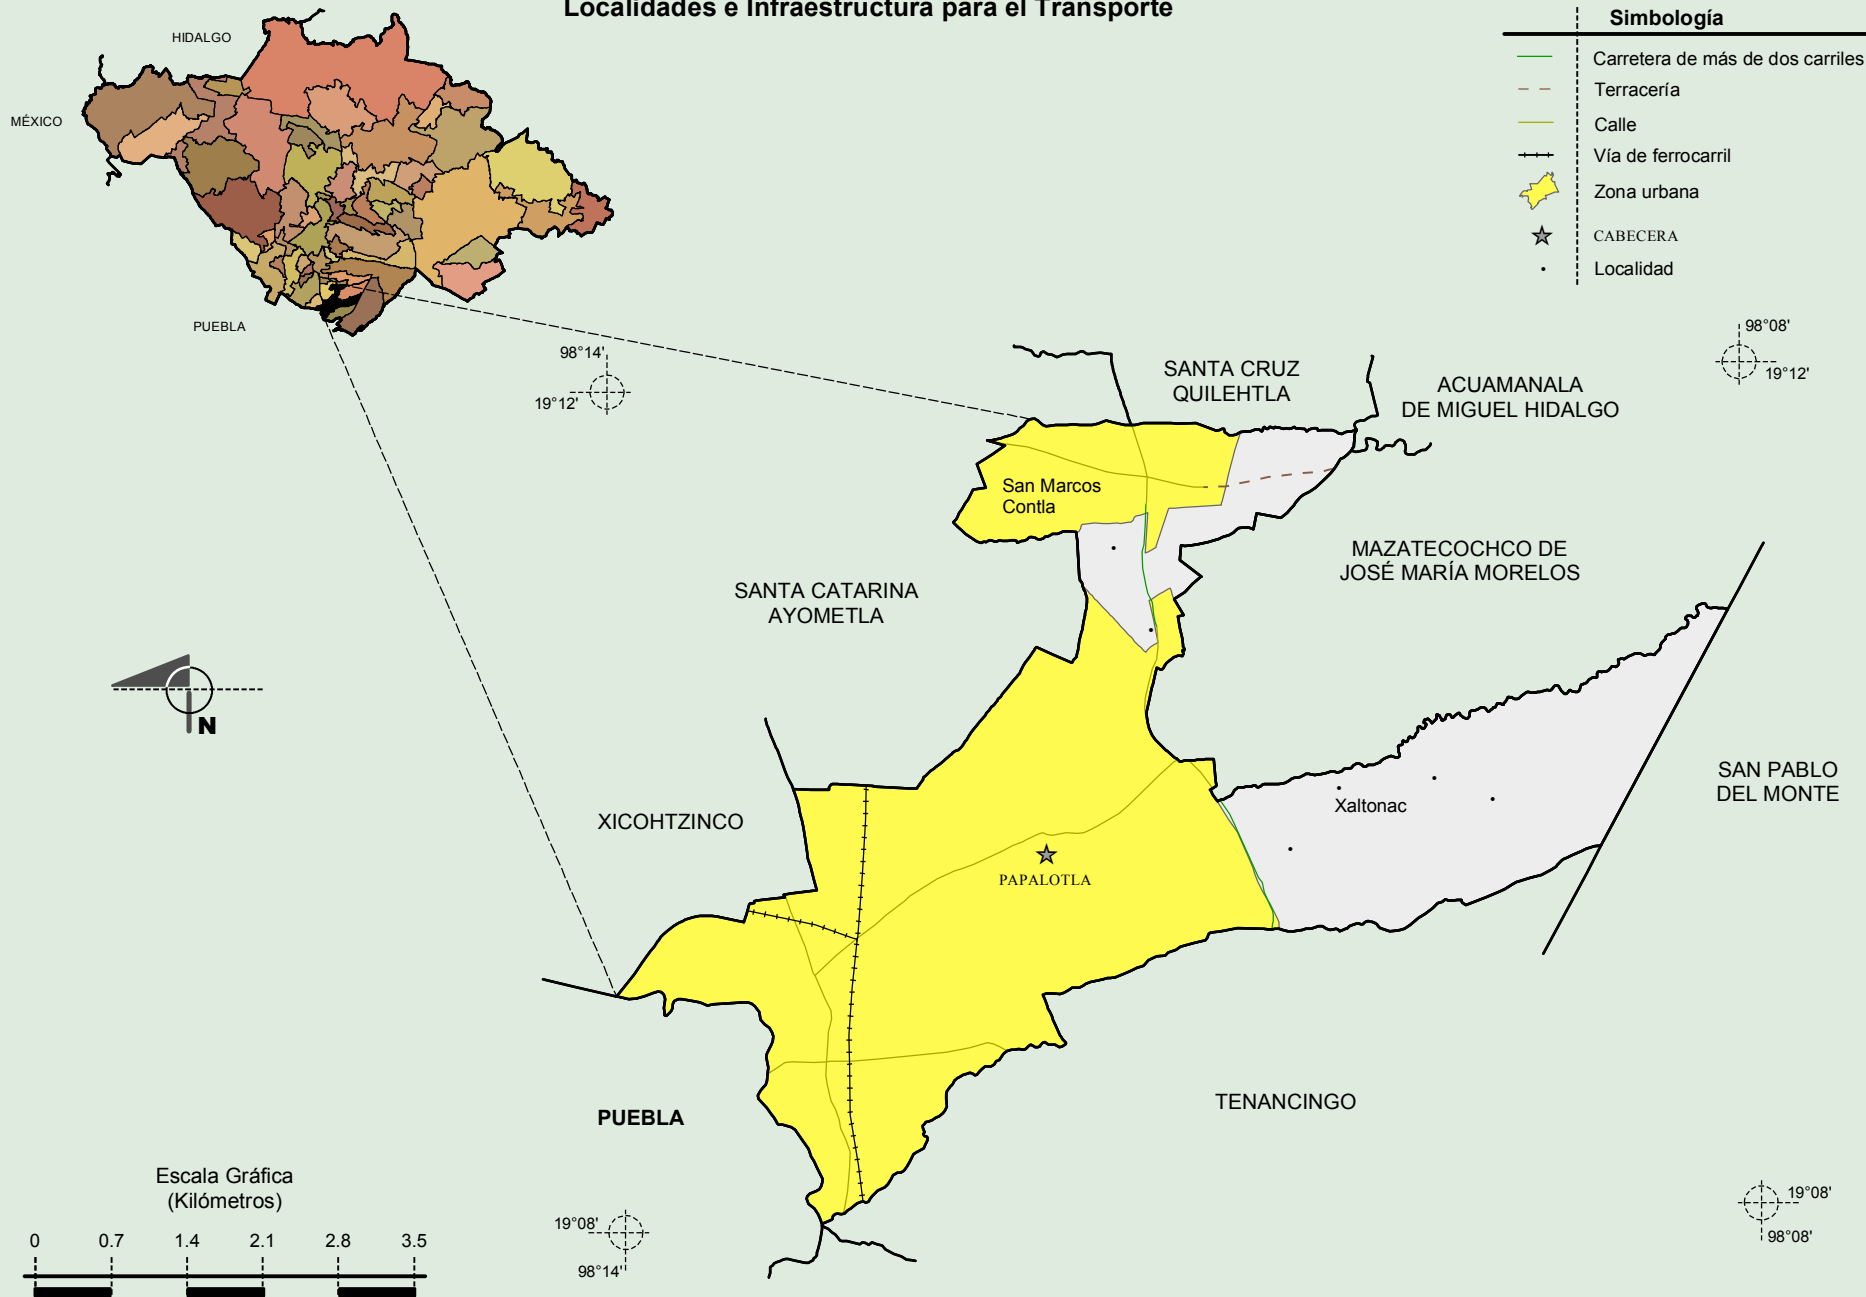 Localidades e Infraestructura para el Transporte
HIDALGO
MÉXICO
PUEBLA
Simbología
Carretera de más de dos carriles
Terracería
Calle
Vía de ferrocarril
Zona urbana
CABECERA
Localidad
98°14'
19°12'
98°08'
19°12'
SANTA CRUZ
QUILEHTLA
ACUAMANALA
DE MIGUEL HIDALGO
San Marcos
Contla
MAZATECOCHCO DE
JOSÉ MARÍA MORELOS
SANTA CATARINA
AYOMETLA
N
XICOHTZINCO
SAN PABLO
DEL MONTE
Xaltonac
PAPALOTLA
PUEBLA
TENANCINGO
Escala Gráfica
(Kilómetros)
0 0.7 1.4 2.1 2.8 3.5
19°08'
98°14'
19°08'
98°08'